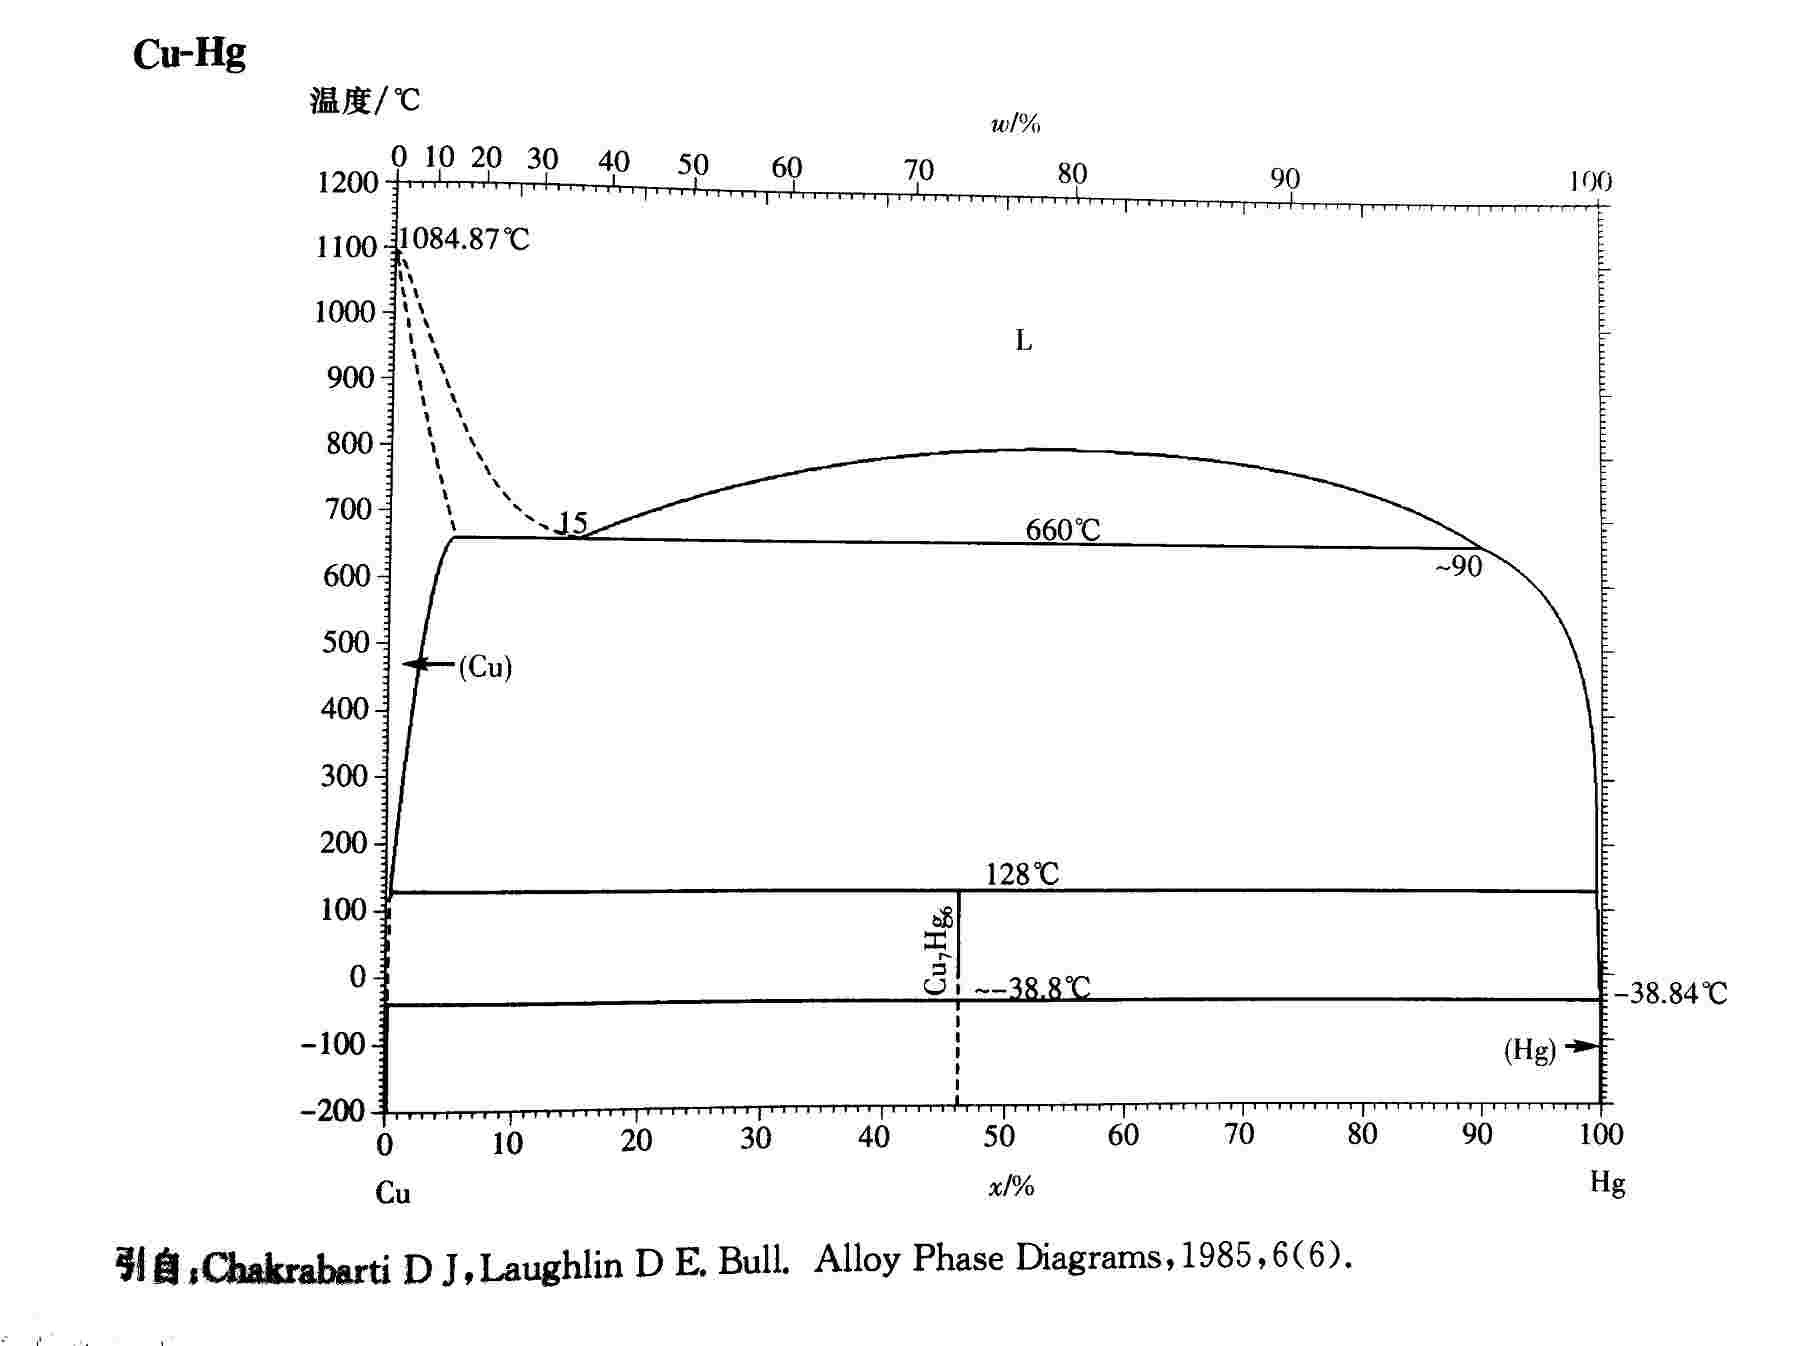 Cu-Hg
温度/℃
w/%
0 10 20 30 40 50 60 70 80 90 100
1200
1084.87℃
1100
1000
L
900
800
700
15
660℃
~90
600
500
(Cu)
400
300
200
128℃
100
Cu₇Hg₆
0
~−38.8℃
−38.84℃
−100
(Hg)
−200
0 10 20 30 40 50 60 70 80 90 100
Cu
x/%
Hg
引自:Chakrabarti D J,Laughlin D E. Bull. Alloy Phase Diagrams,1985,6(6).